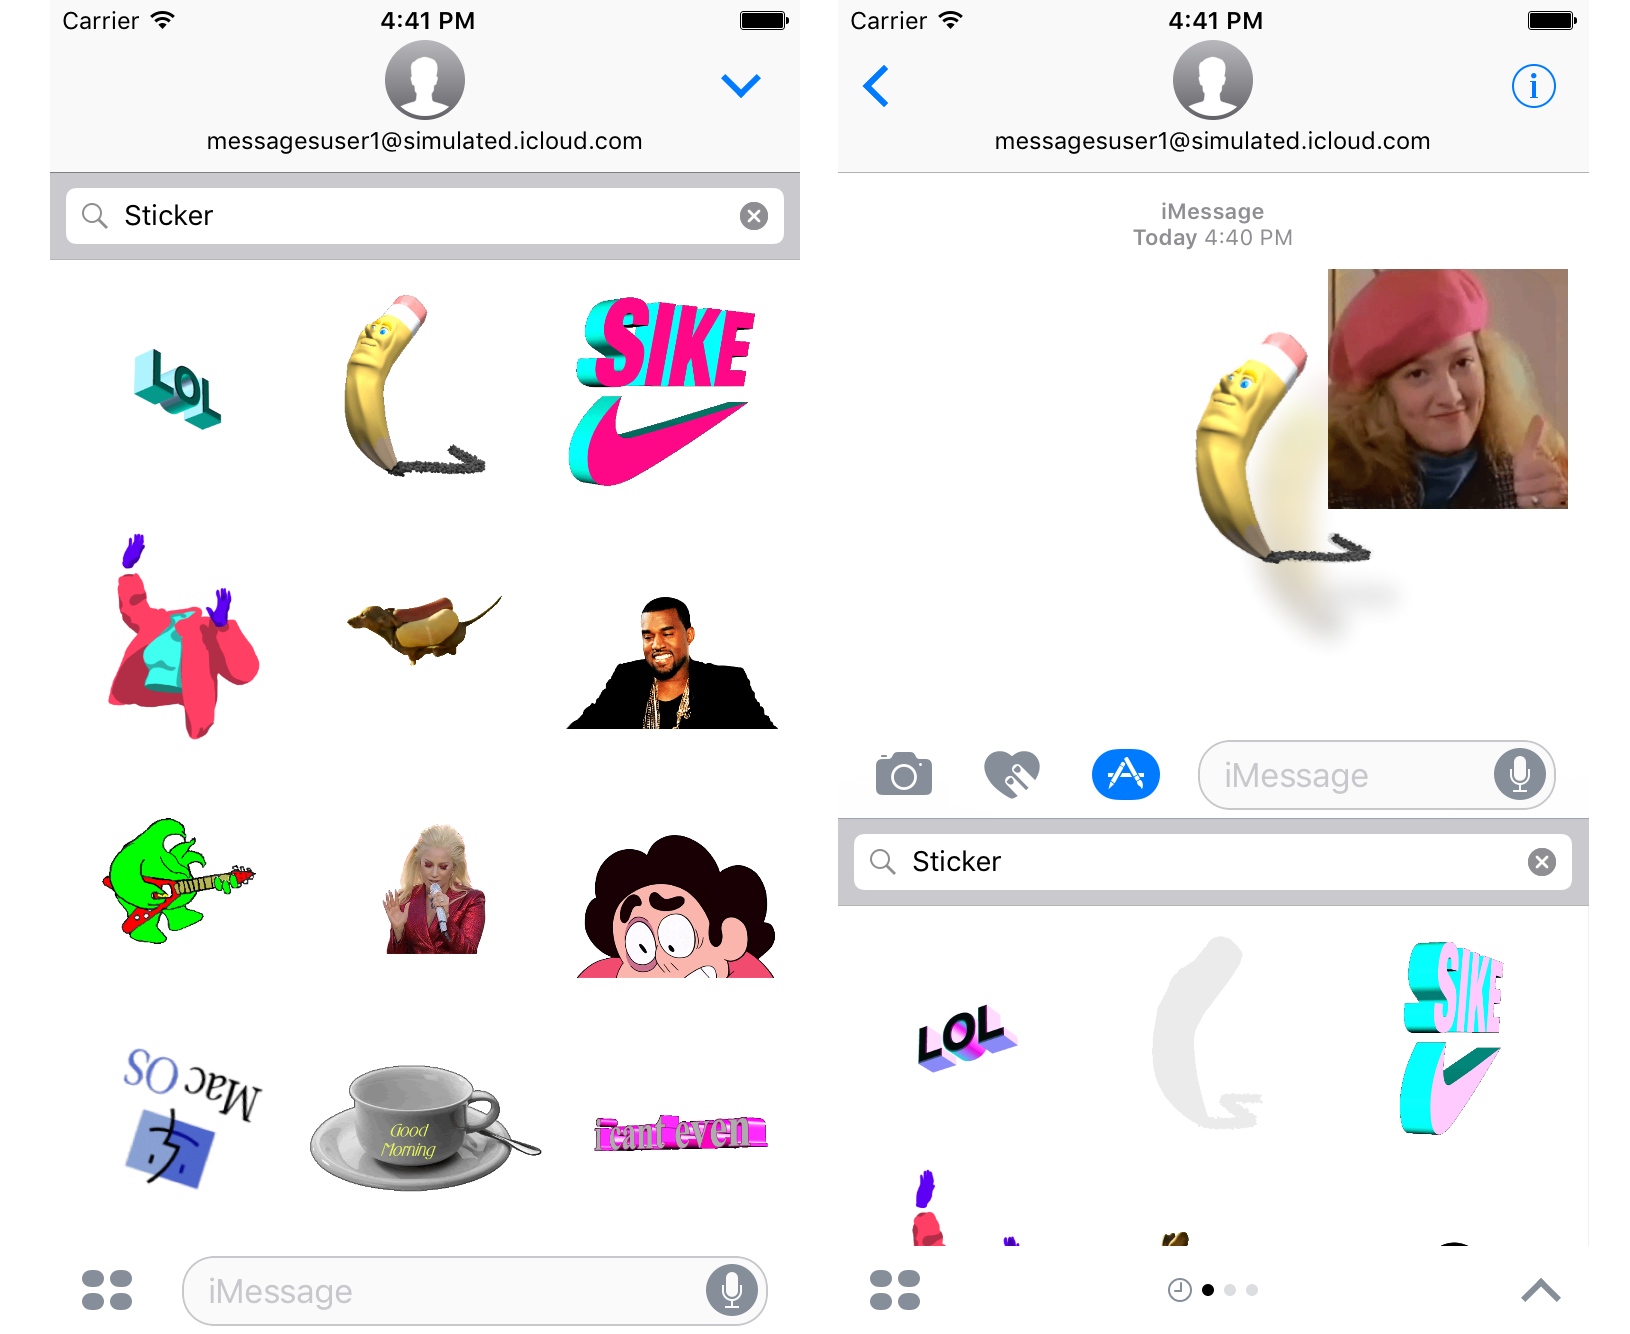 Carrier 4:41 PM
messagesuser1@simulated.icloud.com
Sticker
LOL
SIKE
Mac OS
Good
Morning
i cant even
iMessage
Carrier 4:41 PM
messagesuser1@simulated.icloud.com
iMessage
Today 4:40 PM
iMessage
Sticker
LOL
SIKE